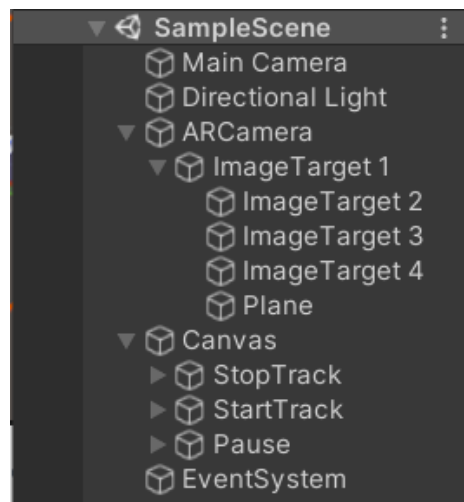 SampleScene
Main Camera
Directional Light
ARCamera
ImageTarget 1
ImageTarget 2
ImageTarget 3
ImageTarget 4
Plane
Canvas
StopTrack
StartTrack
Pause
EventSystem